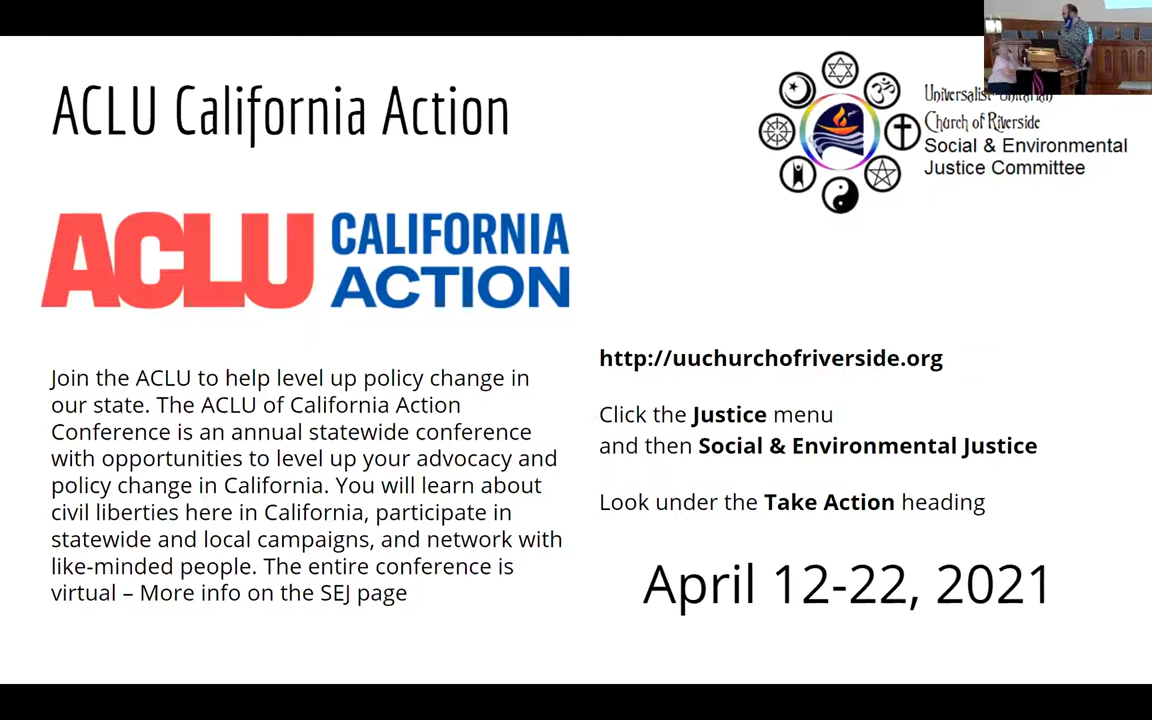 ACLU California Action
Universalist Unitarian
Church of Riverside
Social & Environmental
Justice Committee
ACLU CALIFORNIA
ACTION
Join the ACLU to help level up policy change in
our state. The ACLU of California Action
Conference is an annual statewide conference
with opportunities to level up your advocacy and
policy change in California. You will learn about
civil liberties here in California, participate in
statewide and local campaigns, and network with
like-minded people. The entire conference is
virtual – More info on the SEJ page
http://uuchurchofriverside.org
Click the Justice menu
and then Social & Environmental Justice
Look under the Take Action heading
April 12-22, 2021